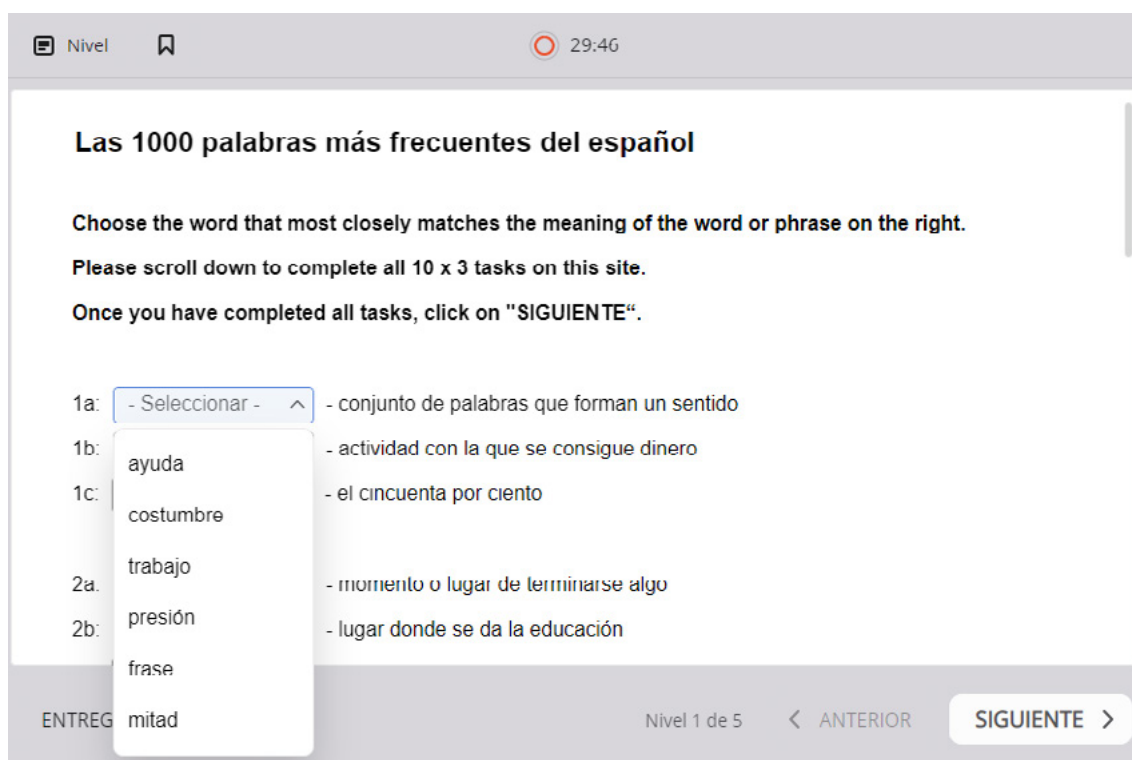 Nivel 29:46
Las 1000 palabras más frecuentes del español
Choose the word that most closely matches the meaning of the word or phrase on the right.
Please scroll down to complete all 10 x 3 tasks on this site.
Once you have completed all tasks, click on "SIGUIENTE“.
1a: - Seleccionar - - conjunto de palabras que forman un sentido
1b: - actividad con la que se consigue dinero
1c: - el cincuenta por ciento
ayuda
costumbre
trabajo
presión
frase
mitad
2a. - momento o lugar de terminarse algo
2b: - lugar donde se da la educación
ENTREG Nivel 1 de 5 ANTERIOR SIGUIENTE